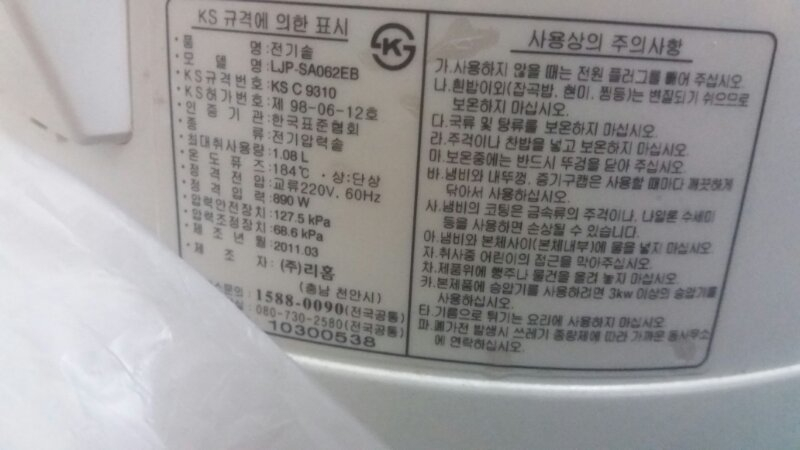 KS 규격에 의한 표시
품 명:전기솥
모 델 명:LJP-SA062EB
KS규격번호:KS C 9310
KS허가번호:제 98-06-12호
인 증 기 관:한국표준협회
종 류:전기압력솥
최대취사용량:1.08 L
온 도 퓨 즈:184℃ · 상:단상
정 격 전 압:교류220V, 60Hz
정 격 입 력:890 W
압력안전장치:127.5 kPa
압력조정장치:68.6 kPa
제 조 년 월:2011.03
제 조 자:(주)리홈
(충남 천안시)
스문의:1588-0090(전국공통)
:080-730-2580(전국공통)
10300538
사용상의 주의사항
가.사용하지 않을 때는 전원 플러그를 빼어 주십시오.
나.흰밥이외(잡곡밥, 현미, 찜등)는 변질되기 쉬으므로
보온하지 마십시오.
다.국류 및 탕류를 보온하지 마십시오.
라.주걱이나 찬밥을 넣고 보온하지 마십시오.
마.보온중에는 반드시 뚜껑을 닫아 주십시오.
바.냄비와 내뚜껑, 증기구캡은 사용할 때마다 깨끗하게
닦아서 사용하십시오.
사.냄비의 코팅은 금속류의 주걱이나, 나일론 수세미
등을 사용하면 손상될 수 있습니다.
아.냄비와 본체사이(본체내부)에 물을 넣지 마십시오.
자.취사중 어린이의 접근을 막아주십시오.
차.제품위에 행주나 물건을 올려 놓지 마십시오.
카.본제품에 승압기를 사용하려면 3kw 이상의 승압기를
사용하십시오.
타.기름으로 튀기는 요리에 사용하지 마십시오.
파.폐가전 발생시 쓰레기 종량제에 따라 가까운 동사무소
에 연락하십시오.